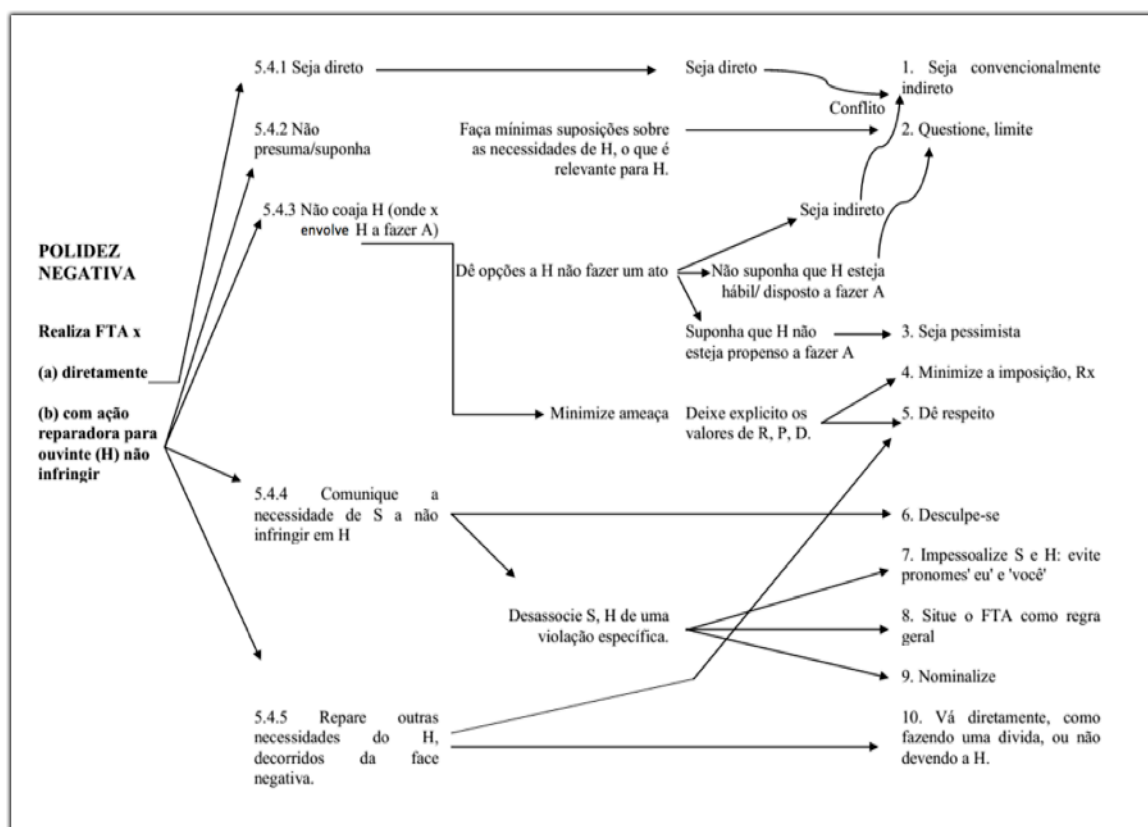 5.4.1 Seja direto
Seja direto
1. Seja convencionalmente
indireto
Conflito
5.4.2 Não
presuma/suponha
Faça mínimas suposições sobre
as necessidades de H, o que é
relevante para H.
2. Questione, limite
5.4.3 Não coaja H (onde x
envolve H a fazer A)
Seja indireto
POLIDEZ
NEGATIVA
Dê opções a H não fazer um ato
Não suponha que H esteja
hábil/ disposto a fazer A
Realiza FTA x
Suponha que H não
esteja propenso a fazer A
3. Seja pessimista
(a) diretamente
4. Minimize a imposição, Rx
(b) com ação
reparadora para
ouvinte (H) não
infringir
Minimize ameaça
Deixe explicito os
valores de R, P, D.
5. Dê respeito
5.4.4 Comunique a
necessidade de S a não
infringir em H
6. Desculpe-se
7. Impessoalize S e H: evite
pronomes' eu' e 'você'
Desassocie S, H de uma
violação específica.
8. Situe o FTA como regra
geral
9. Nominalize
5.4.5 Repare outras
necessidades do H,
decorridos da face
negativa.
10. Vá diretamente, como
fazendo uma divida, ou não
devendo a H.